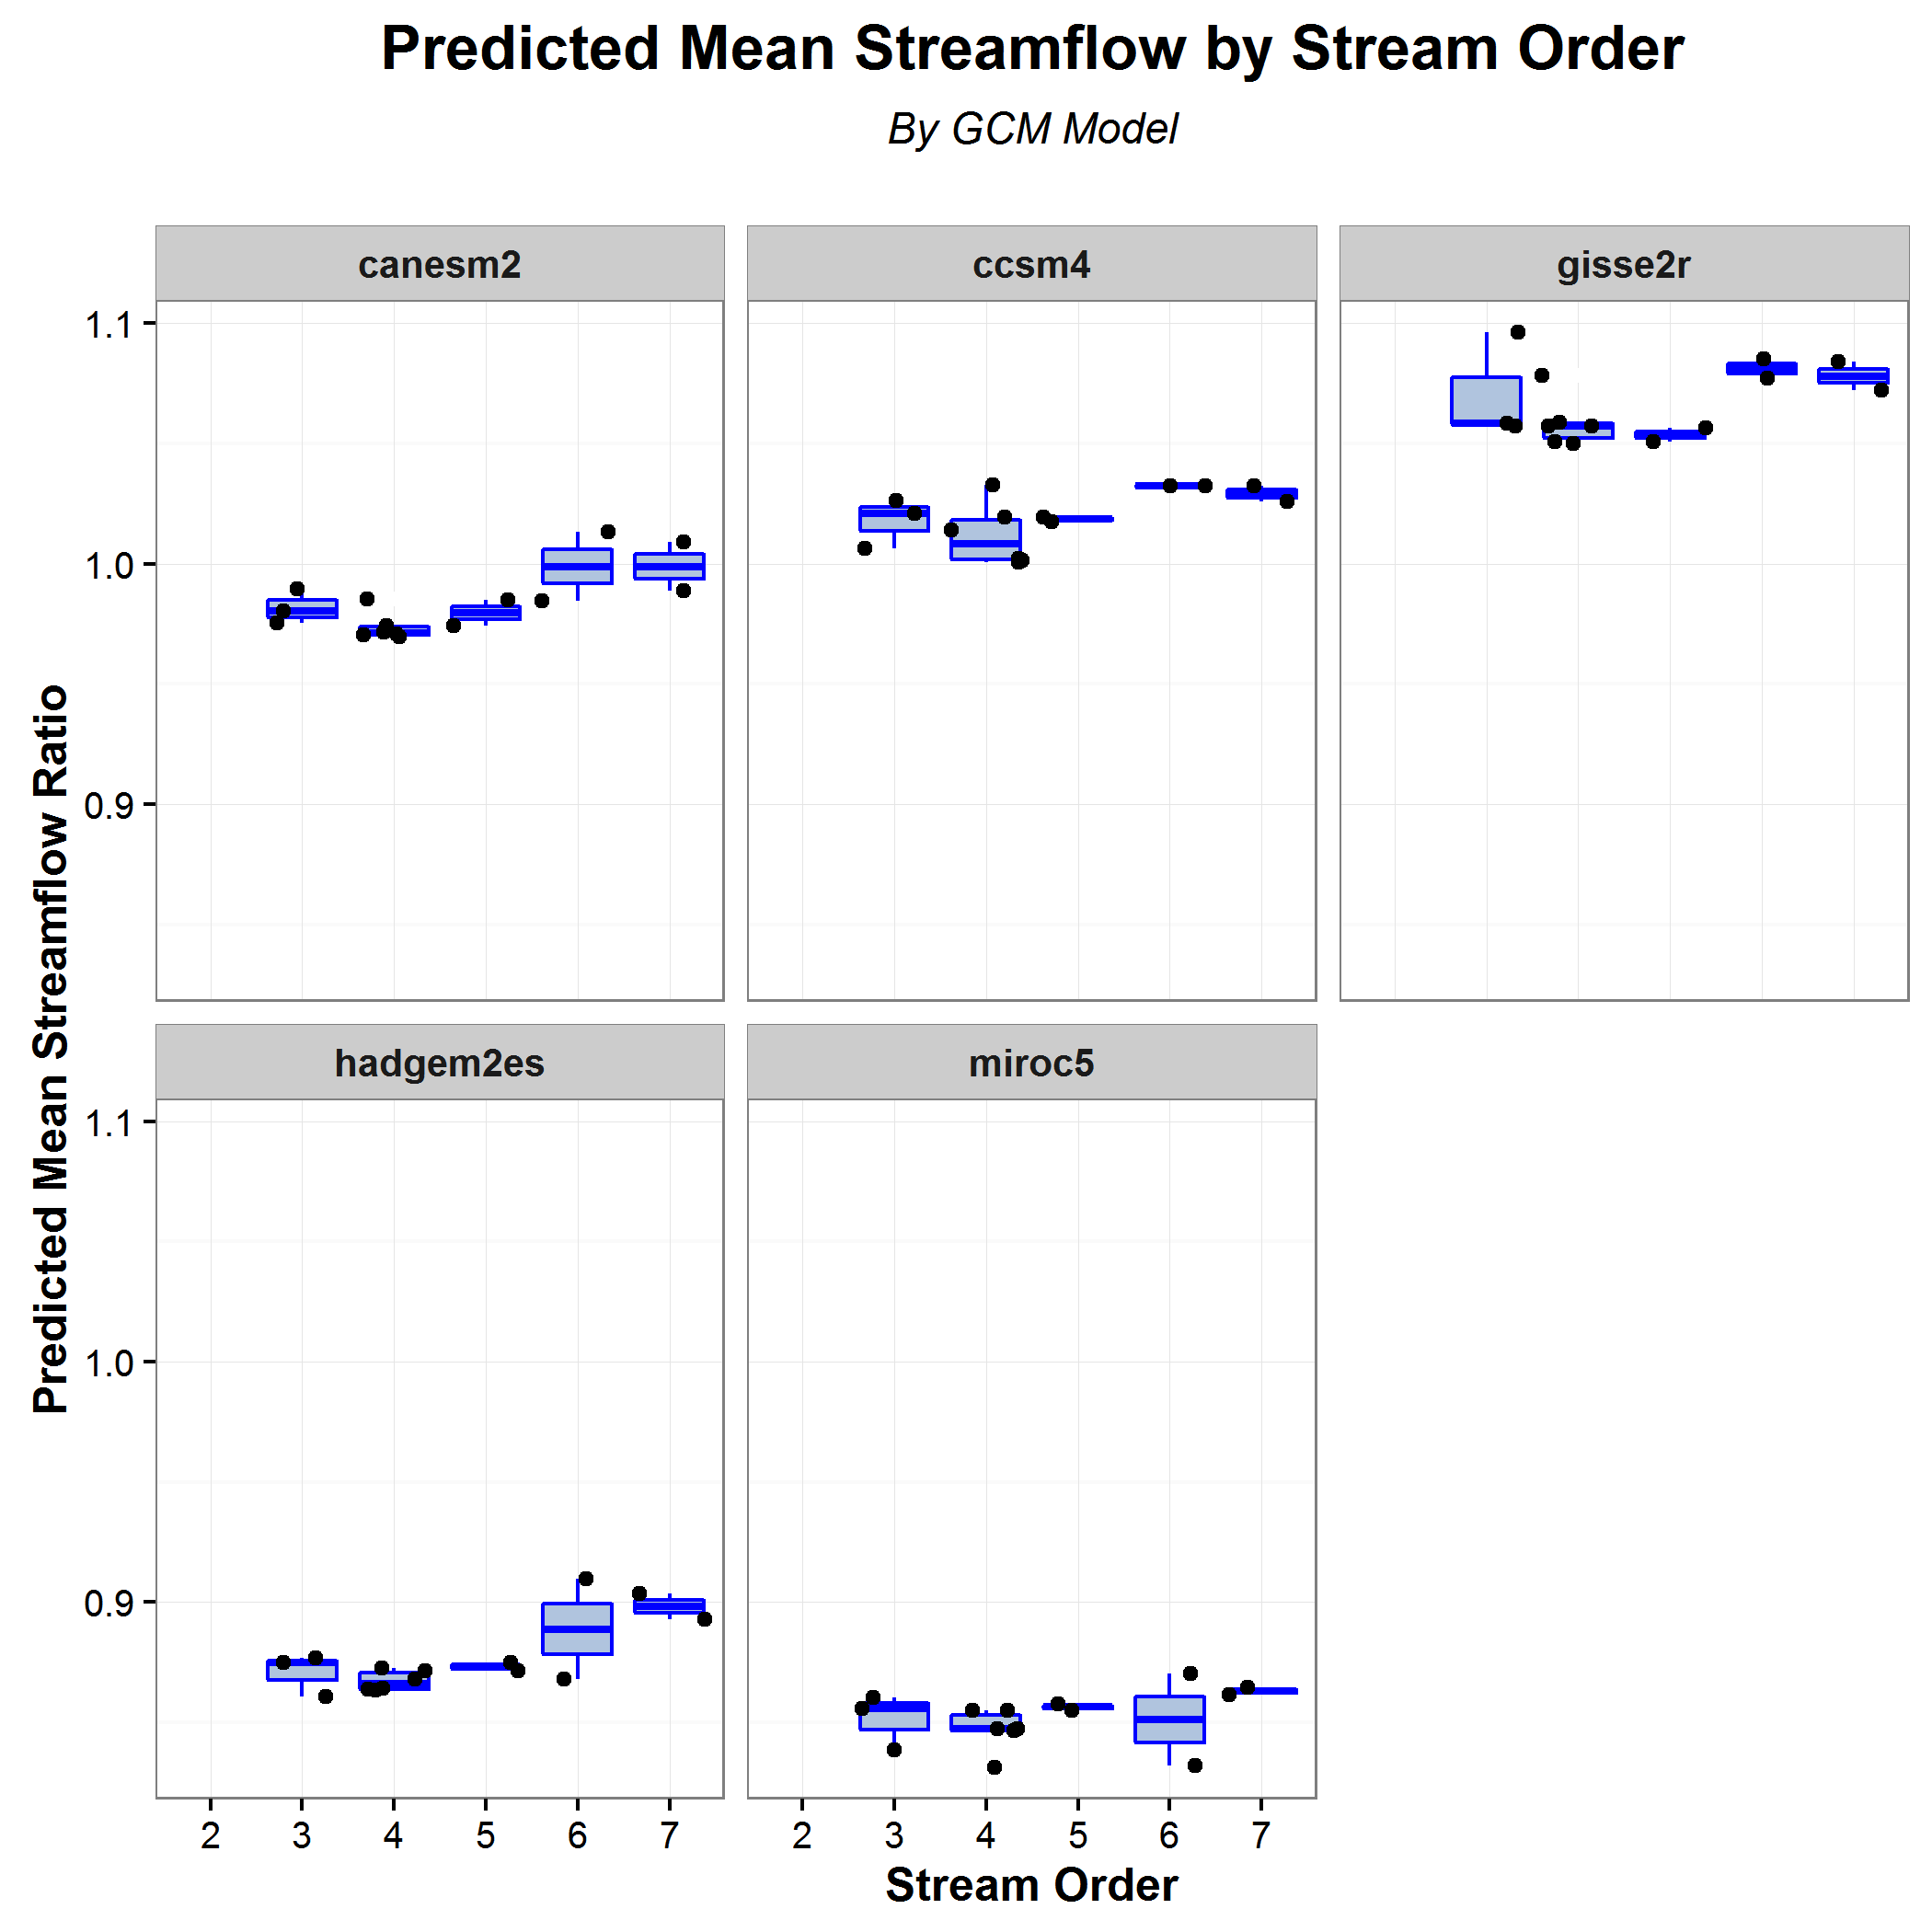 Predicted Mean Streamflow by Stream Order
By GCM Model
canesm2
ccsm4
gisse2r
1.1
1.0
0.9
Predicted Mean Streamflow Ratio
hadgem2es
miroc5
1.1
1.0
0.9
2 3 4 5 6 7
2 3 4 5 6 7
Stream Order